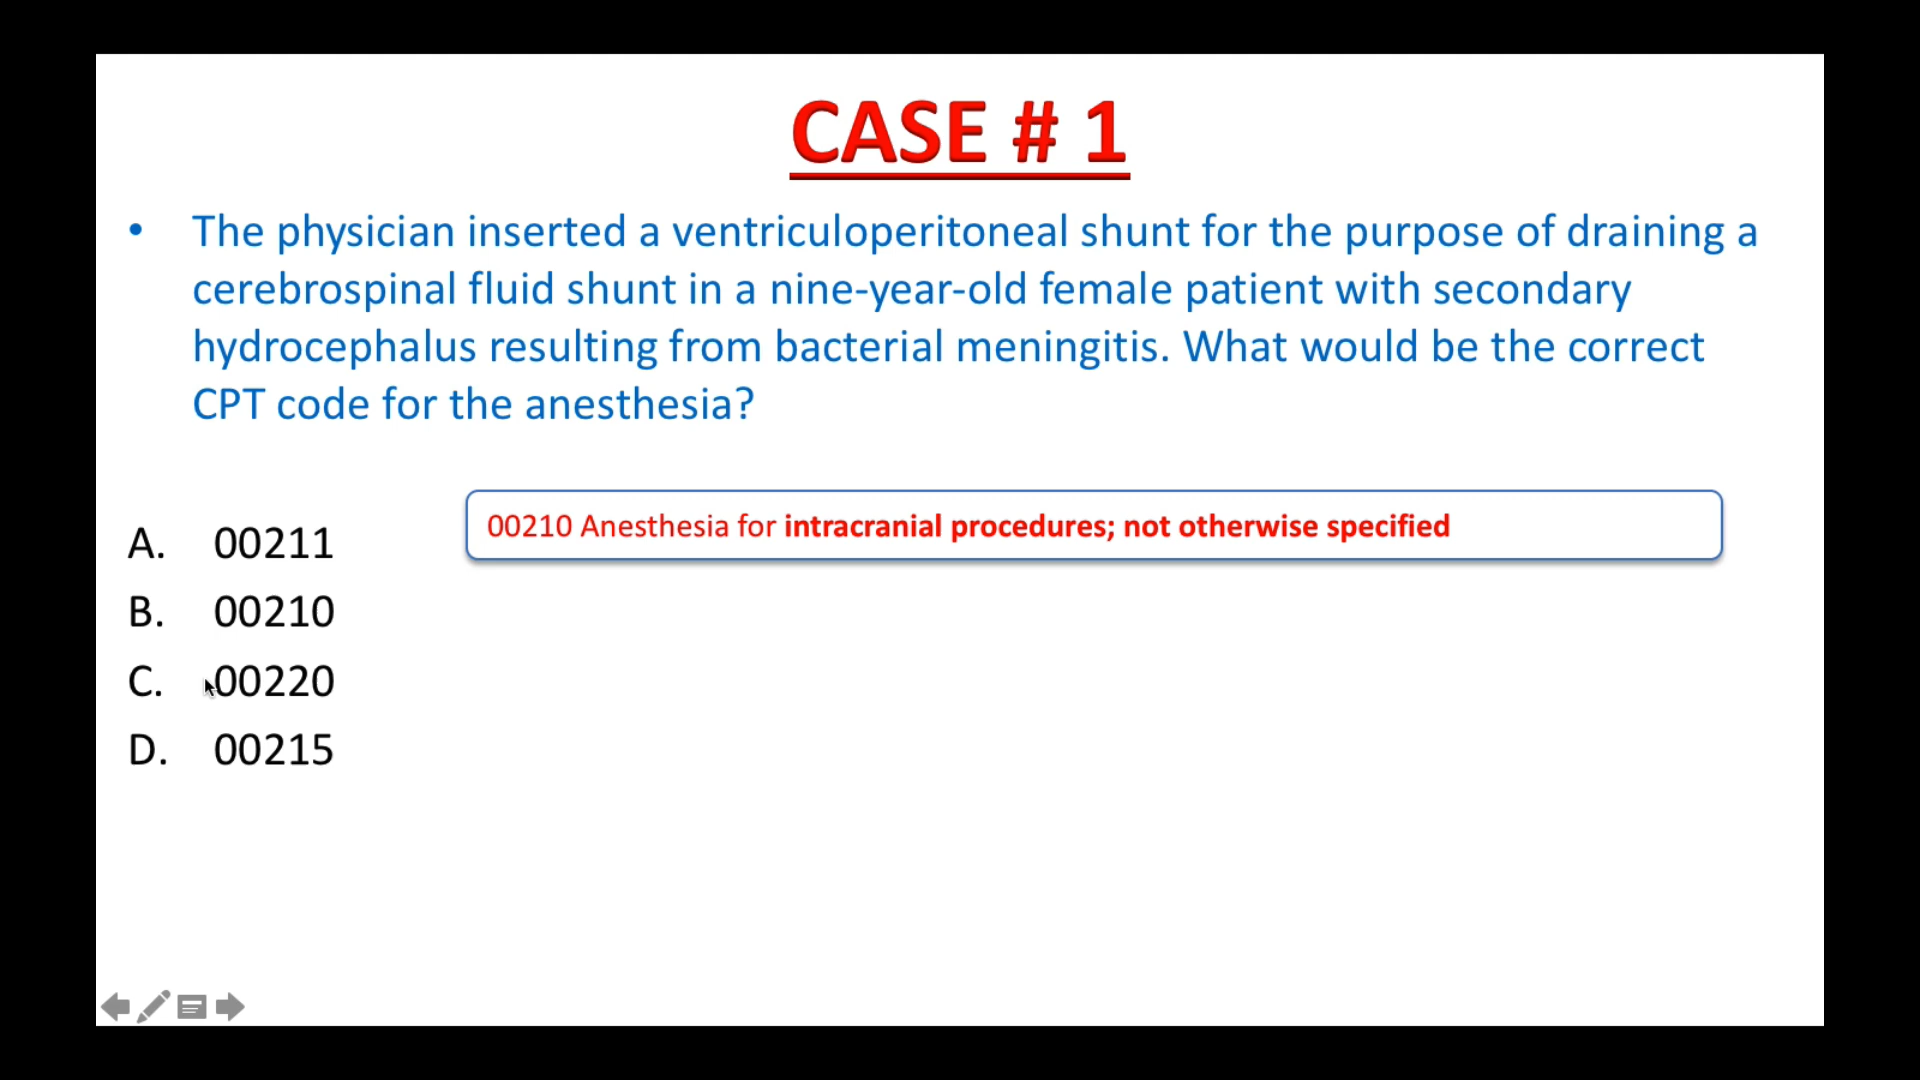 CASE # 1
• The physician inserted a ventriculoperitoneal shunt for the purpose of draining a
cerebrospinal fluid shunt in a nine-year-old female patient with secondary
hydrocephalus resulting from bacterial meningitis. What would be the correct
CPT code for the anesthesia?
00210 Anesthesia for intracranial procedures; not otherwise specified
A. 00211
B. 00210
C. 00220
D. 00215